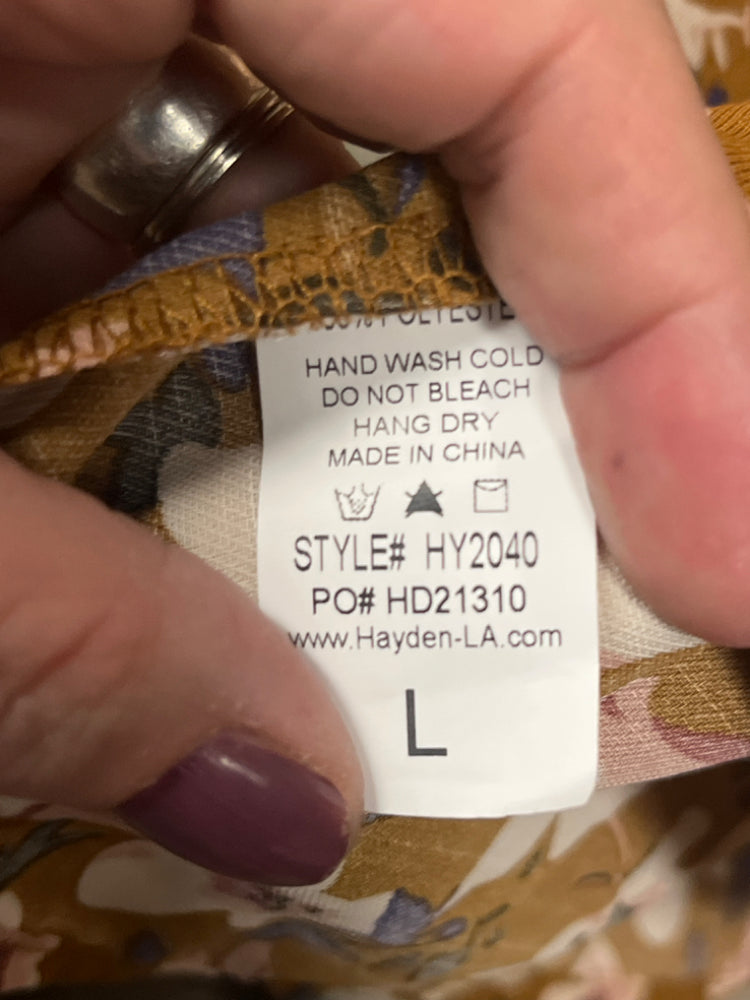 POLYESTE
HAND WASH COLD
DO NOT BLEACH
HANG DRY
MADE IN CHINA
STYLE# HY2040
PO# HD21310
www.Hayden-LA.com
L